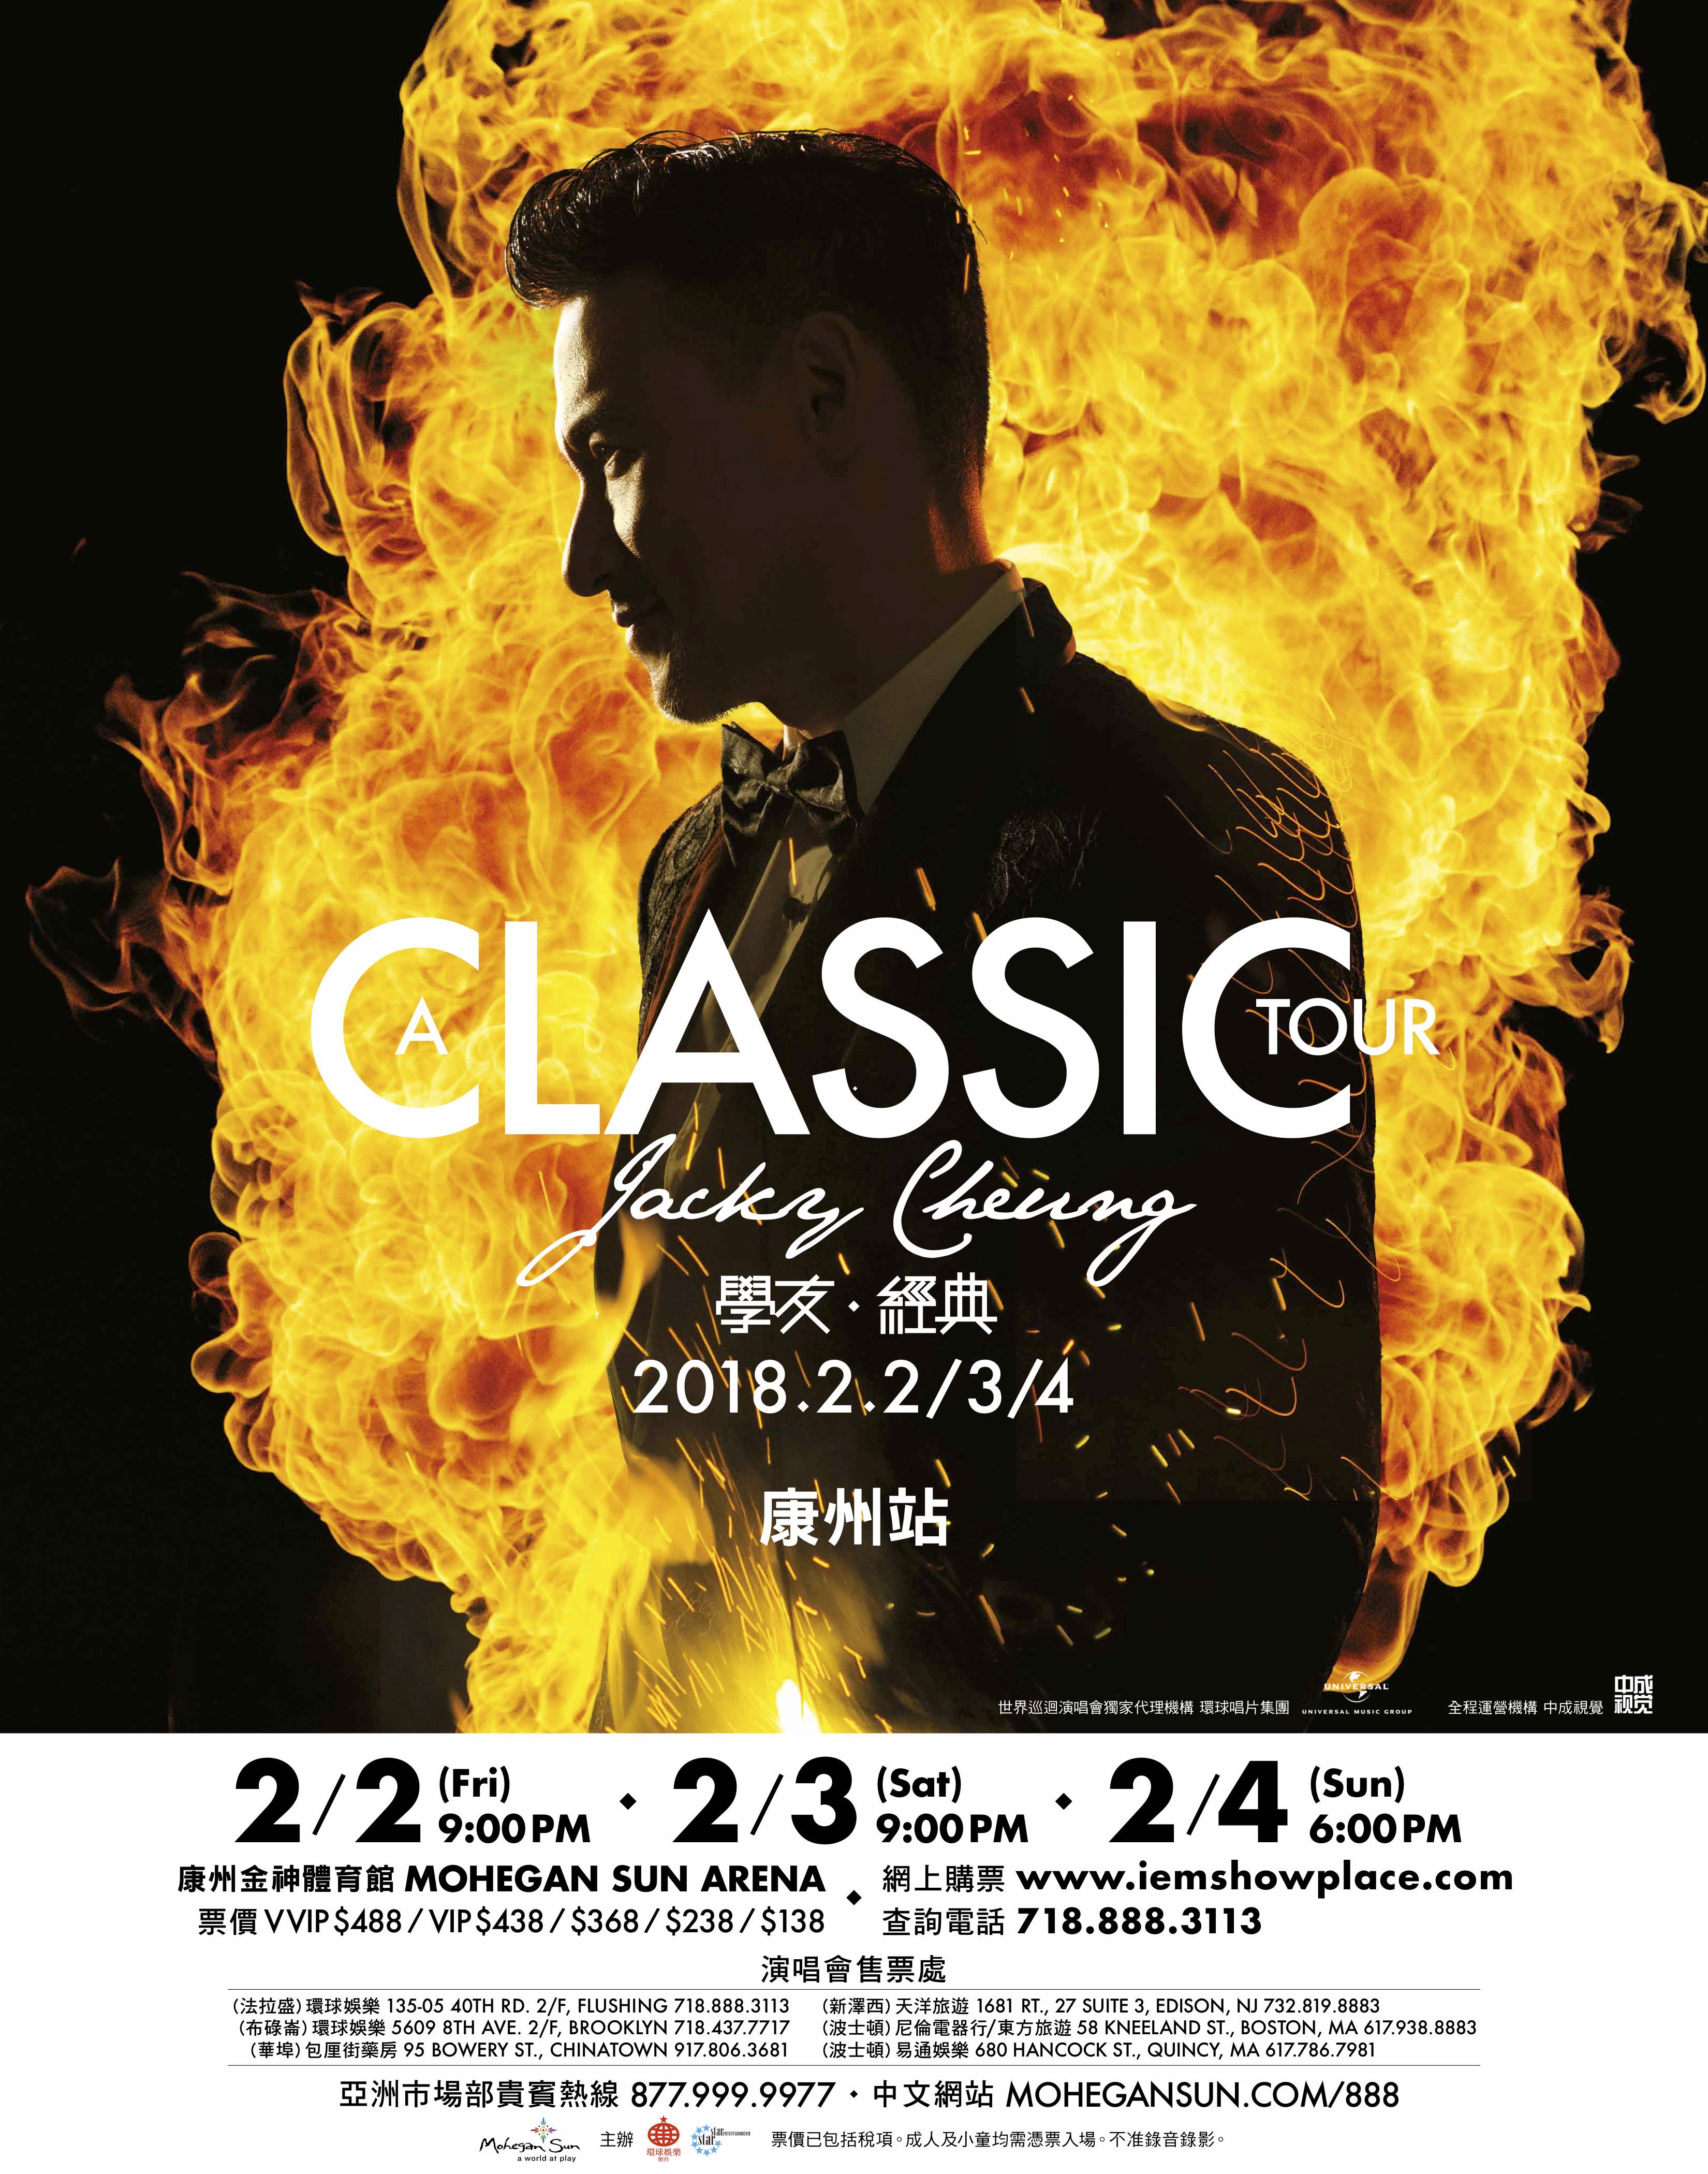 A CLASSIC TOUR
Jacky Cheung
學友·經典
2018.2.2/3/4
康州站
世界巡迴演唱會獨家代理機構 環球唱片集團 UNIVERSAL UNIVERSAL MUSIC GROUP 全程運營機構 中成視覺 中成视觉
2/2 (Fri) 9:00 PM ◆ 2/3 (Sat) 9:00 PM ◆ 2/4 (Sun) 6:00 PM
康州金神體育館 MOHEGAN SUN ARENA ◆ 網上購票 www.iemshowplace.com
票價 VVIP $488 / VIP $438 / $368 / $238 / $138 查詢電話 718.888.3113
演唱會售票處
(法拉盛) 環球娛樂 135-05 40TH RD. 2/F, FLUSHING 718.888.3113
(布碌崙) 環球娛樂 5609 8TH AVE. 2/F, BROOKLYN 718.437.7717
(華埠) 包厘街藥房 95 BOWERY ST., CHINATOWN 917.806.3681
(新澤西) 天洋旅遊 1681 RT., 27 SUITE 3, EDISON, NJ 732.819.8883
(波士頓) 尼倫電器行/東方旅遊 58 KNEELAND ST., BOSTON, MA 617.938.8883
(波士頓) 易通娛樂 680 HANCOCK ST., QUINCY, MA 617.786.7981
亞洲市場部貴賓熱線 877.999.9977 ◆ 中文網站 MOHEGANSUN.COM/888
Mohegan Sun a world at play 主辦 環球娛樂 製作 star star ENTERTAINMENT 票價已包括稅項。成人及小童均需憑票入場。不准錄音錄影。